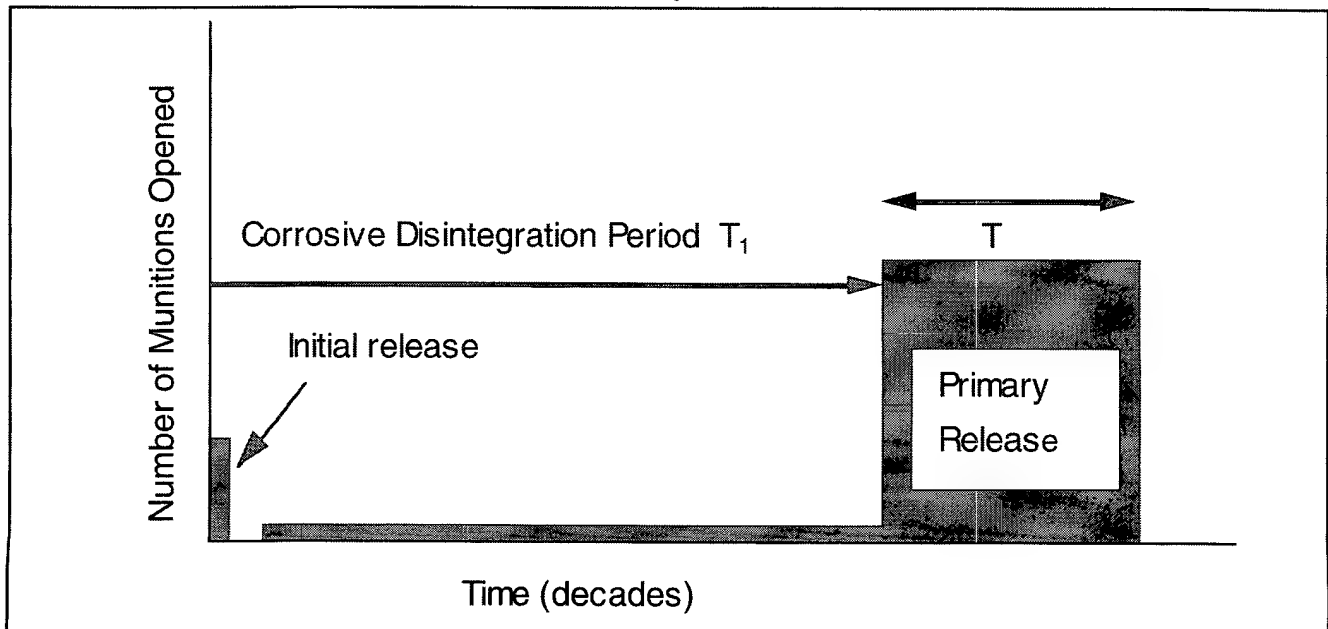 Number of Munitions Opened
Corrosive Disintegration Period T₁
T
Initial release
Primary
Release
Time (decades)